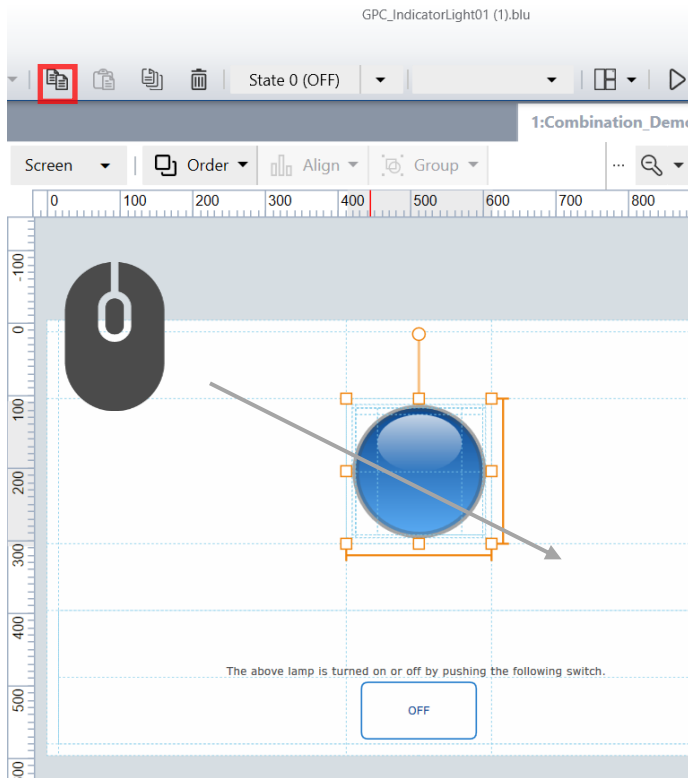 GPC_IndicatorLight01 (1).blu
State 0 (OFF)
1:Combination_Demo
Screen
Order
Align
Group
...
0 100 200 300 400 500 600 700 800
-100
0
100
200
300
400
500
The above lamp is turned on or off by pushing the following switch.
OFF